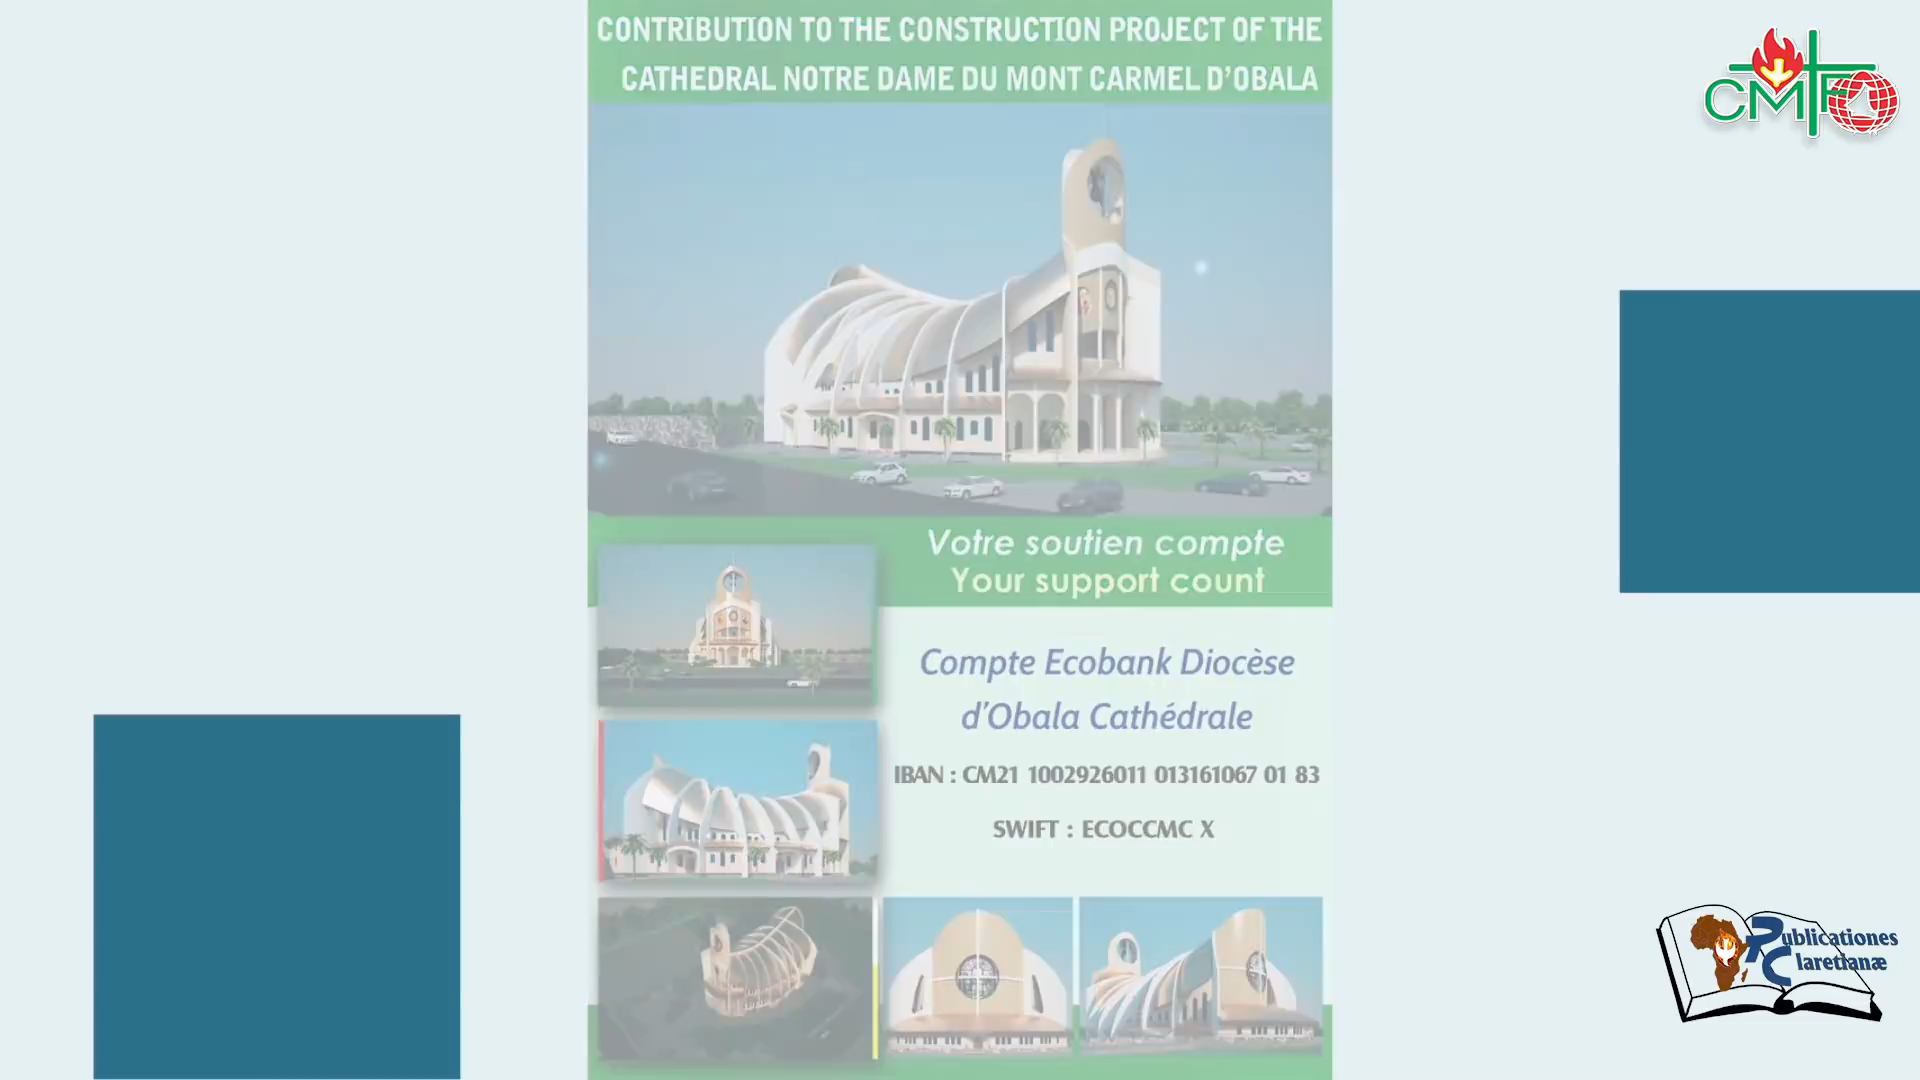 CONTRIBUTION TO THE CONSTRUCTION PROJECT OF THE
CATHEDRAL NOTRE DAME DU MONT CARMEL D'OBALA
CMF
Votre soutien compte
Your support count
Compte Ecobank Diocèse
d'Obala Cathédrale
IBAN : CM21 1002926011 013161067 01 83
SWIFT : ECOCCMC X
Publicationes
Claretianæ